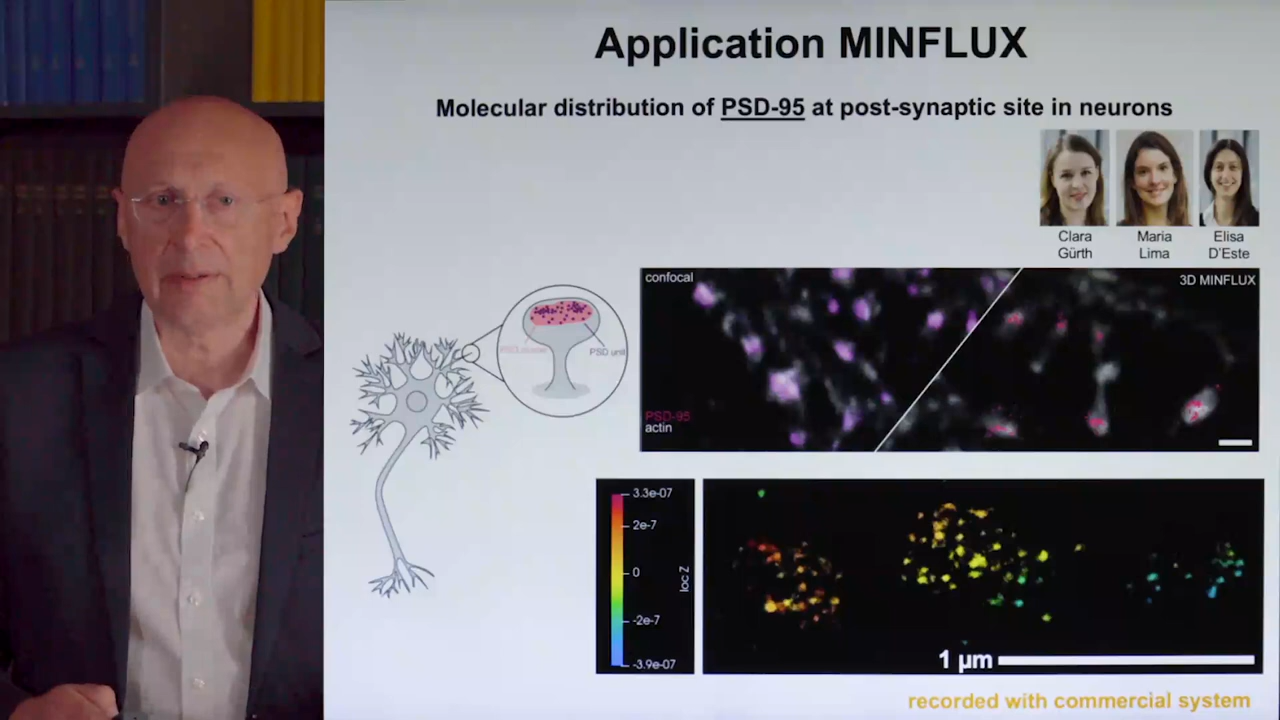 Application MINFLUX
Molecular distribution of PSD-95 at post-synaptic site in neurons
Clara
Gürth
Maria
Lima
Elisa
D'Este
confocal
3D MINFLUX
PSD unit
PSD-95
actin
3.3e-07
2e-7
0
-2e-7
-3.9e-07
loc Z
1 µm
recorded with commercial system